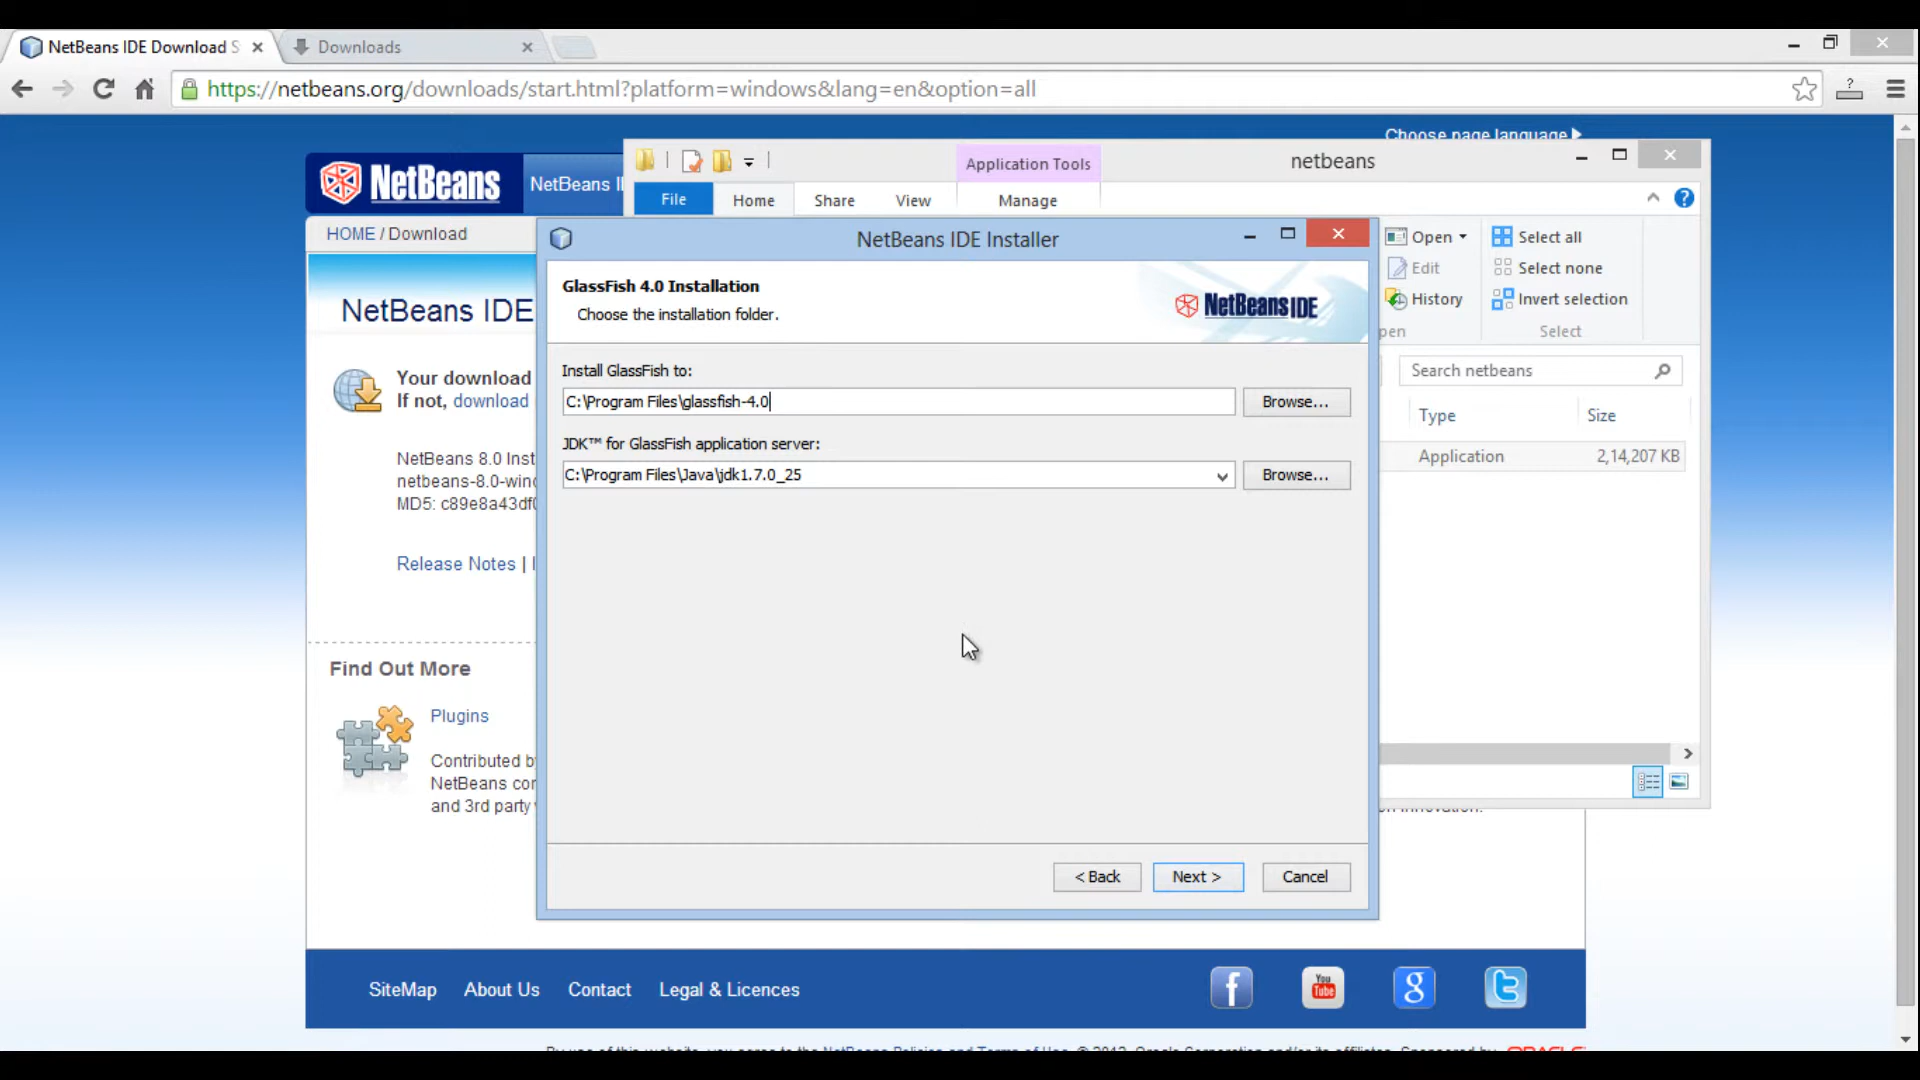 NetBeans IDE Download S
Downloads
https://netbeans.org/downloads/start.html?platform=windows&lang=en&option=all
Choose page language
NetBeans
NetBeans
Application Tools
netbeans
File
Home
Share
View
Manage
HOME / Download
NetBeans IDE Installer
Open
Select all
Edit
Select none
History
Invert selection
Select
GlassFish 4.0 Installation
Choose the installation folder.
NetBeans IDE
NetBeans IDE
Install GlassFish to:
C:\Program Files\glassfish-4.0
Browse...
Search netbeans
Your download
If not, download
JDK™ for GlassFish application server:
C:\Program Files\Java\jdk1.7.0_25
Browse...
Type
Size
Application
2,14,207 KB
NetBeans 8.0 Inst
netbeans-8.0-wind
MD5: c89e8a43df
Release Notes |
Find Out More
Plugins
Contributed by
NetBeans con
and 3rd party
< Back
Next >
Cancel
SiteMap
About Us
Contact
Legal & Licences
f
You
Tube
g